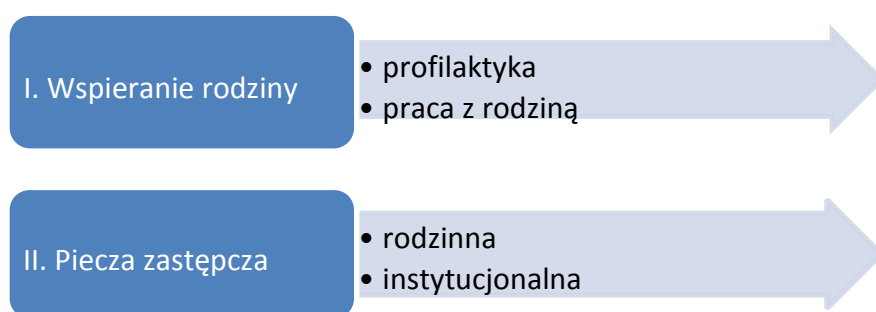 I. Wspieranie rodziny
• profilaktyka
• praca z rodziną
II. Piecza zastępcza
• rodzinna
• instytucjonalna